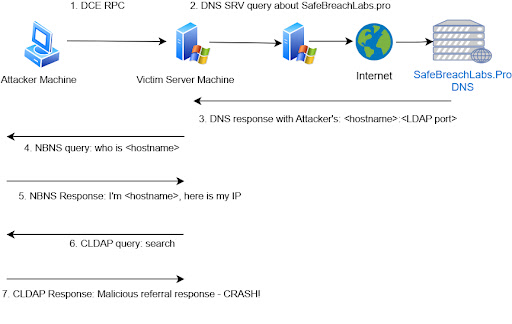 1. DCE RPC
2. DNS SRV query about SafeBreachLabs.pro
Attacker Machine
Victim Server Machine
Internet
SafeBreachLabs.Pro
DNS
3. DNS response with Attacker's: <hostname>:<LDAP port>
4. NBNS query: who is <hostname>
5. NBNS Response: I'm <hostname>, here is my IP
6. CLDAP query: search
7. CLDAP Response: Malicious referral response - CRASH!